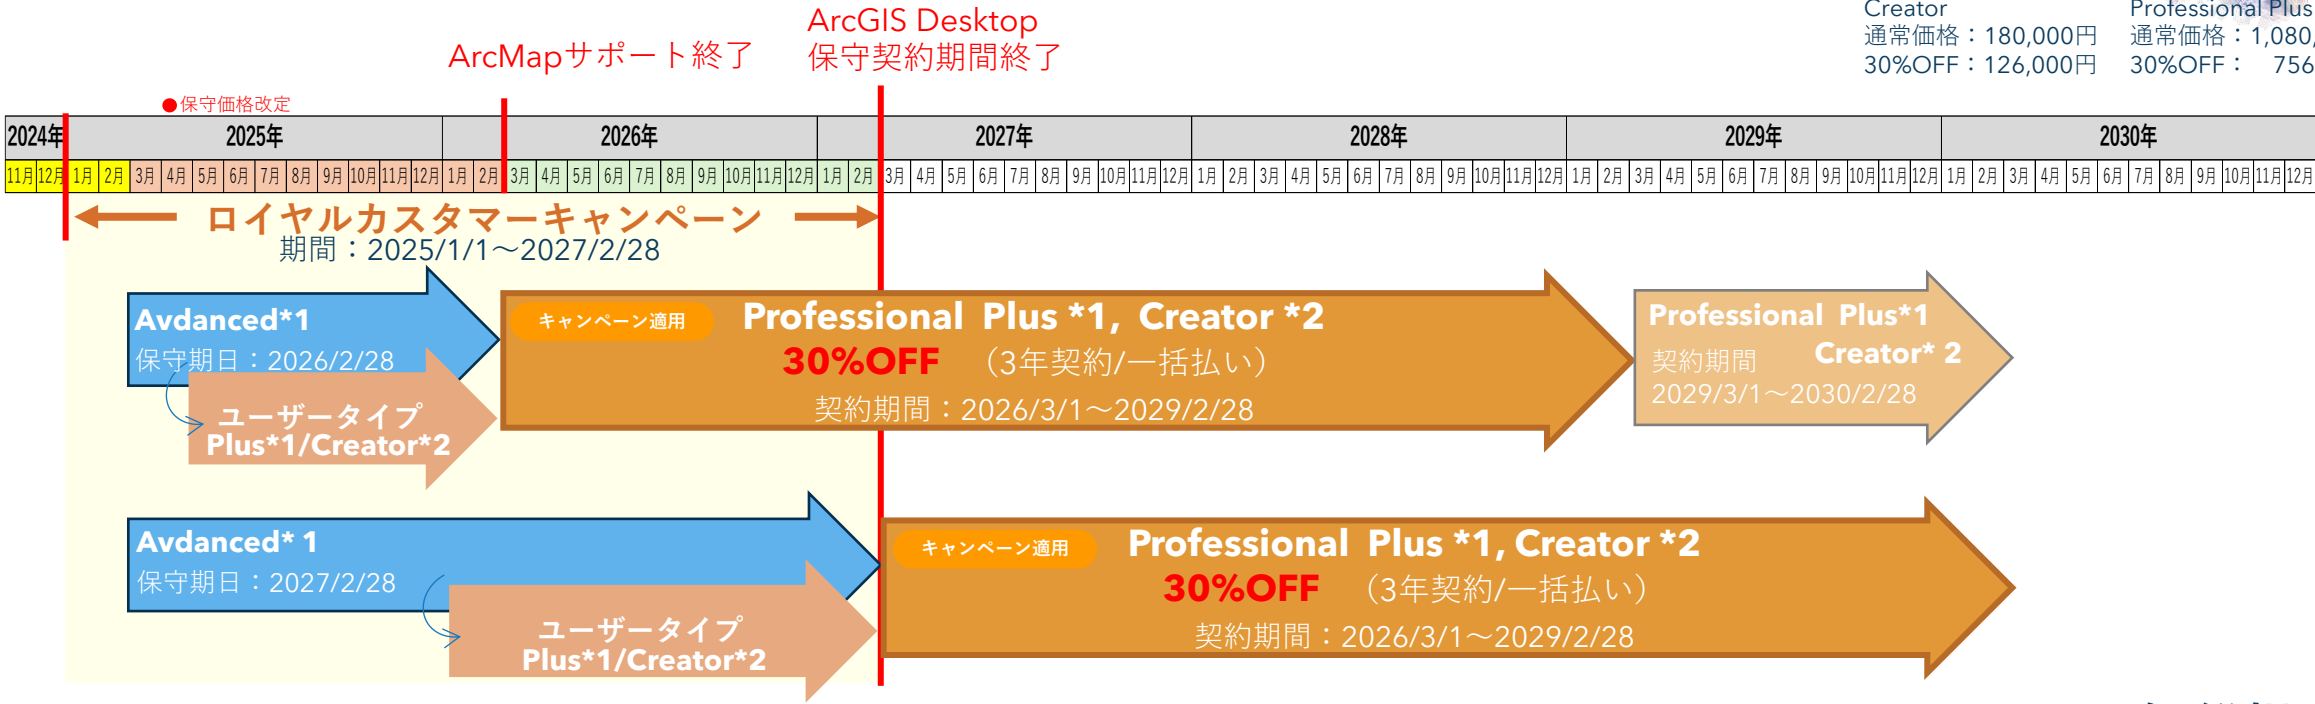 ArcMapサポート終了
ArcGIS Desktop
保守契約期間終了
Creator
通常価格：180,000円
30%OFF：126,000円
Professional Plus
通常価格：1,080,
30%OFF： 756
●保守価格改定
2024年 2025年 2026年 2027年 2028年 2029年 2030年
11月 12月 1月 2月 3月 4月 5月 6月 7月 8月 9月 10月 11月 12月 1月 2月 3月 4月 5月 6月 7月 8月 9月 10月 11月 12月 1月 2月 3月 4月 5月 6月 7月 8月 9月 10月 11月 12月 1月 2月 3月 4月 5月 6月 7月 8月 9月 10月 11月 12月 1月 2月 3月 4月 5月 6月 7月 8月 9月 10月 11月 12月 1月 2月 3月 4月 5月 6月 7月 8月 9月 10月 11月 12月
ロイヤルカスタマーキャンペーン
期間：2025/1/1～2027/2/28
Avdanced*1
保守期日：2026/2/28
ユーザータイプ
Plus*1/Creator*2
キャンペーン適用
Professional Plus *1, Creator *2
30%OFF （3年契約/一括払い）
契約期間：2026/3/1～2029/2/28
Professional Plus*1
Creator* 2
契約期間
2029/3/1～2030/2/28
Avdanced* 1
保守期日：2027/2/28
ユーザータイプ
Plus*1/Creator*2
キャンペーン適用
Professional Plus *1, Creator *2
30%OFF （3年契約/一括払い）
契約期間：2026/3/1～2029/2/28